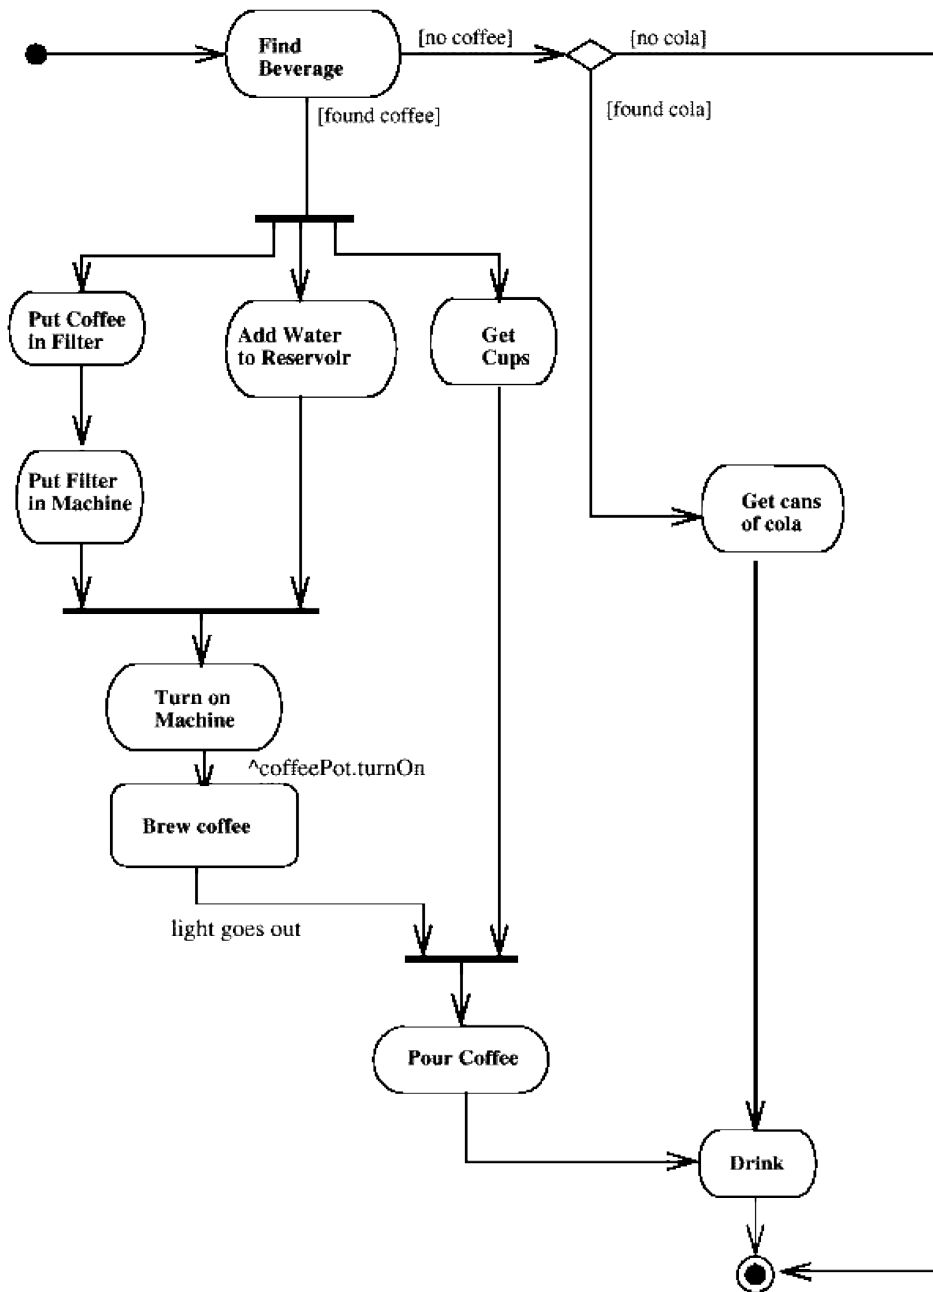 Find
Beverage
[no coffee]
[no cola]
[found coffee]
[found cola]
Put Coffee
in Filter
Add Water
to Reservoir
Get
Cups
Put Filter
in Machine
Get cans
of cola
Turn on
Machine
^coffeePot.turnOn
Brew coffee
light goes out
Pour Coffee
Drink